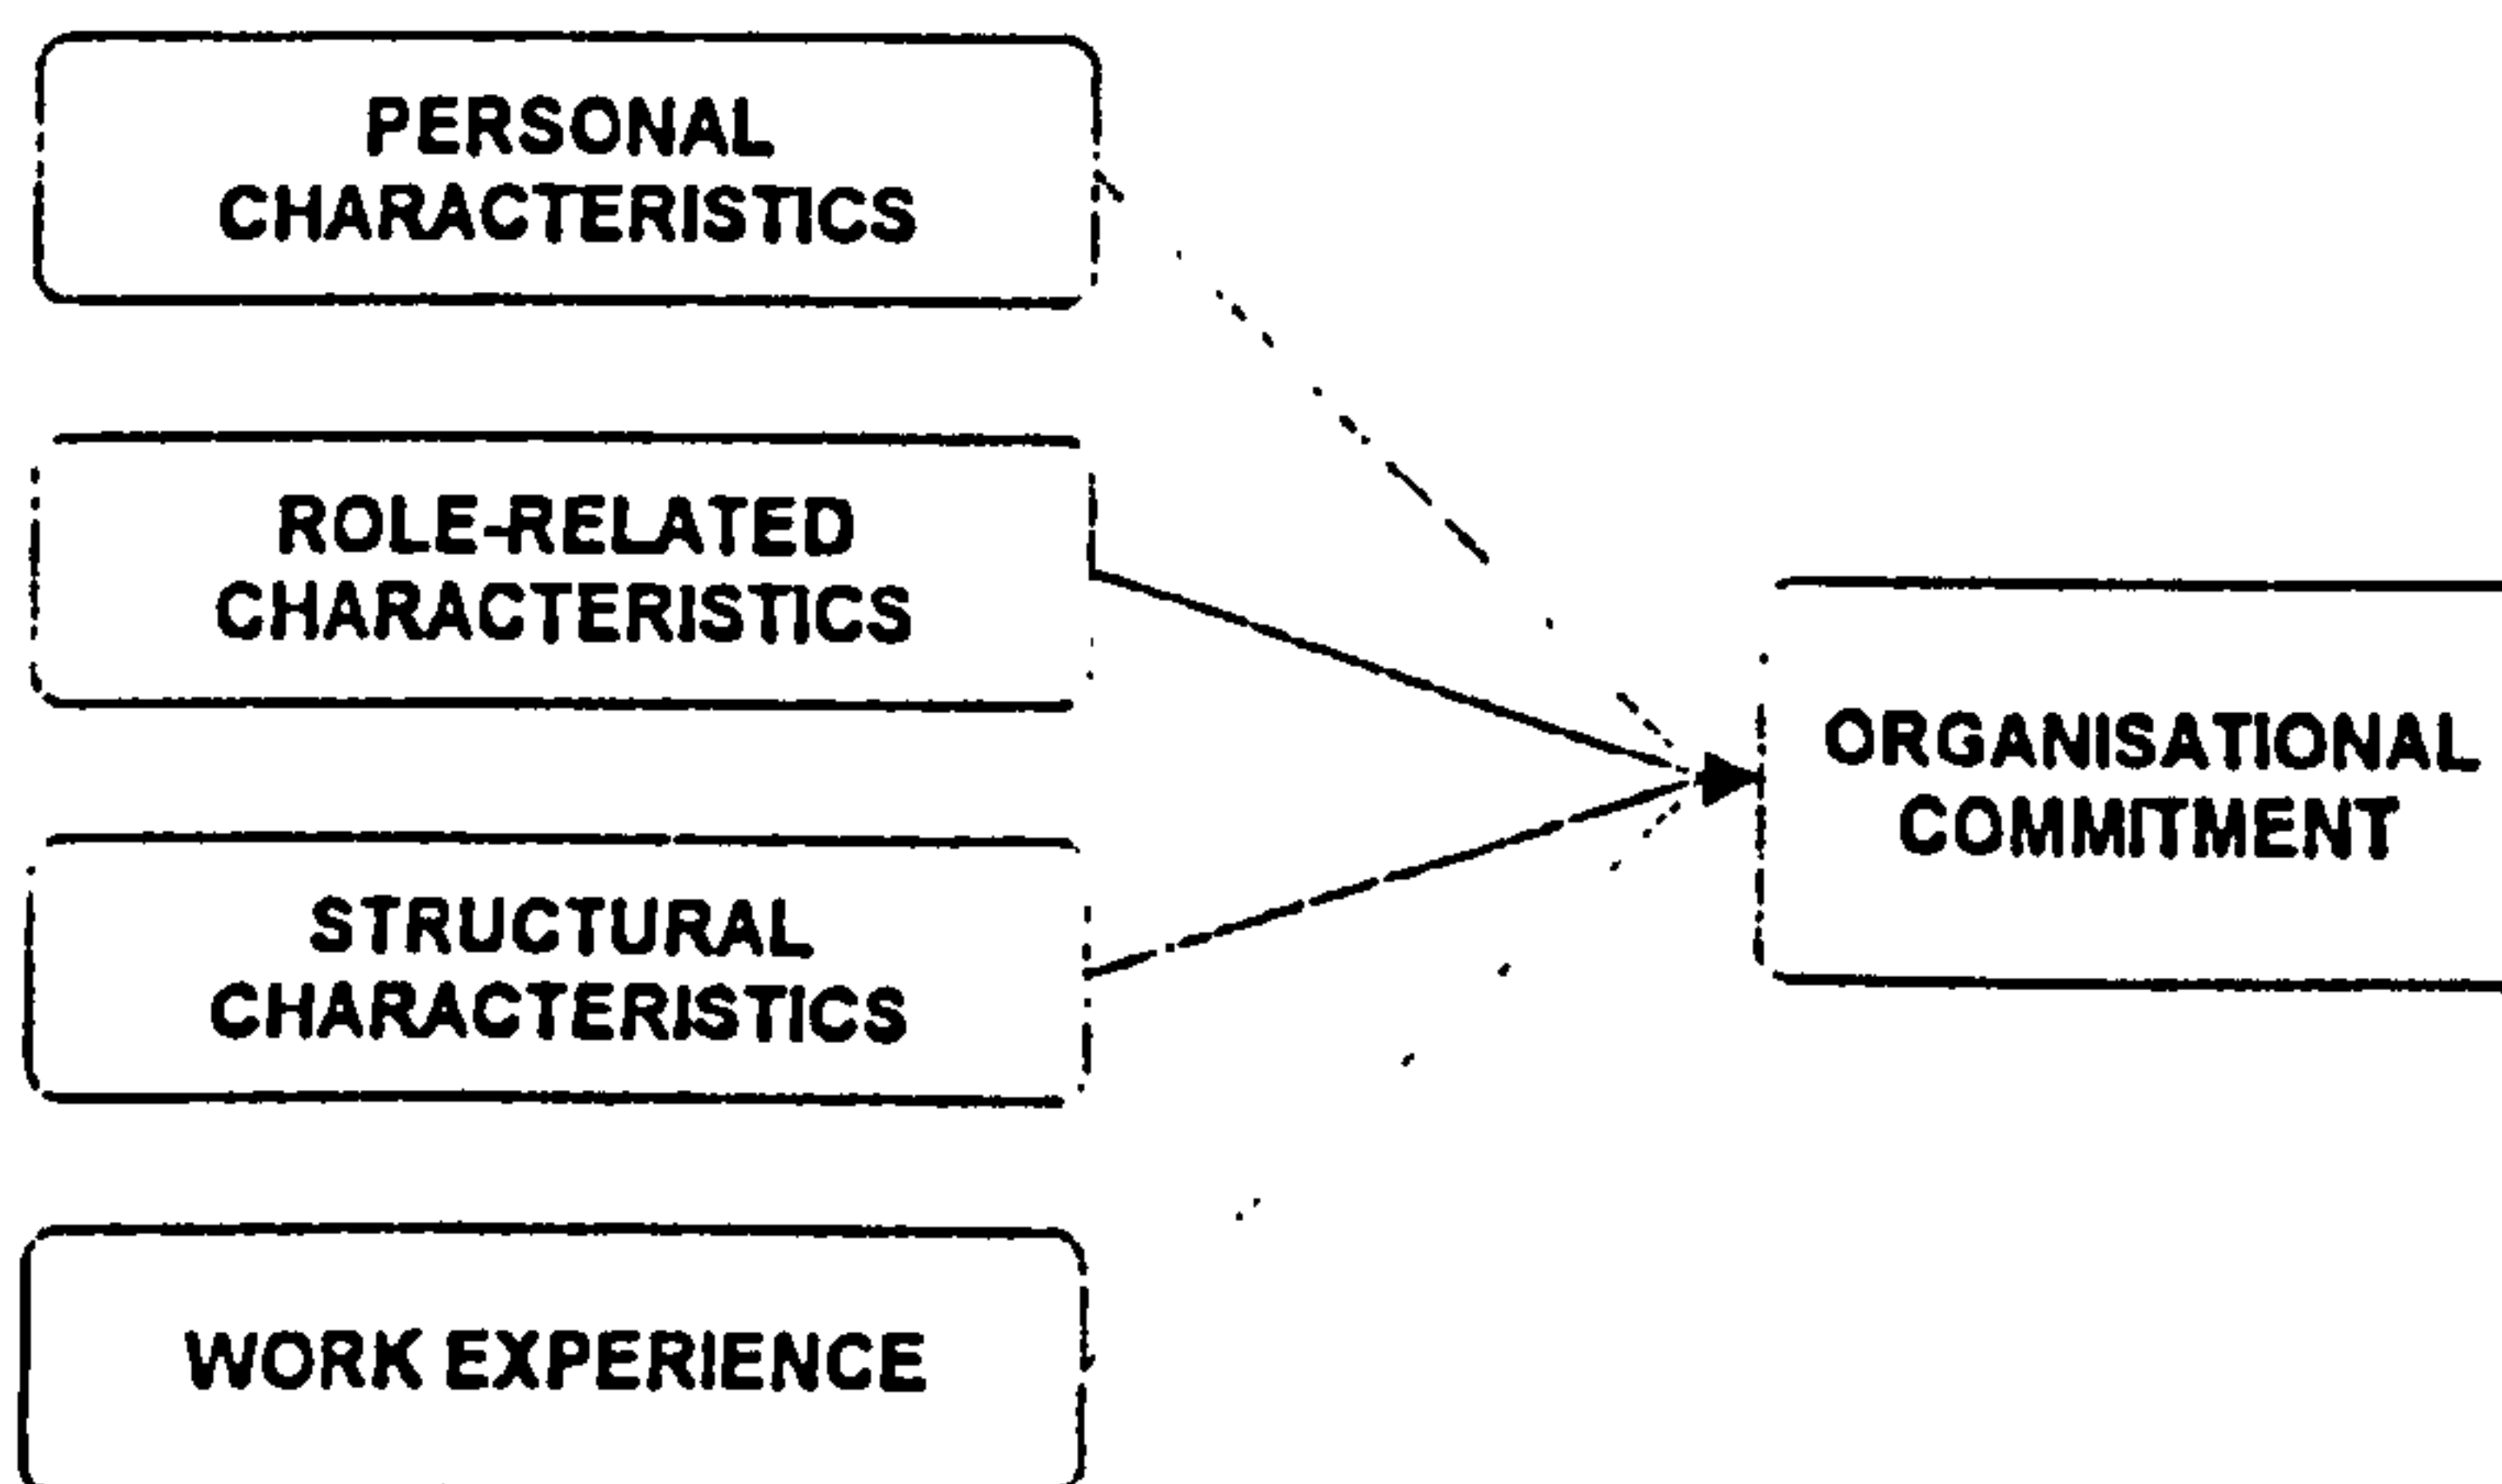 PERSONAL
CHARACTERISTICS
ROLE-RELATED
CHARACTERISTICS
STRUCTURAL
CHARACTERISTICS
WORK EXPERIENCE
ORGANISATIONAL
COMMITMENT